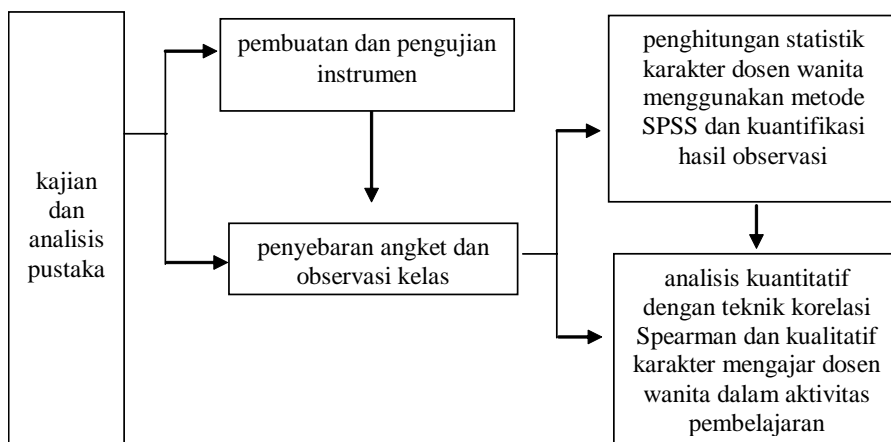 kajian
dan
analisis
pustaka
pembuatan dan pengujian
instrumen
penyebaran angket dan
observasi kelas
penghitungan statistik
karakter dosen wanita
menggunakan metode
SPSS dan kuantifikasi
hasil observasi
analisis kuantitatif
dengan teknik korelasi
Spearman dan kualitatif
karakter mengajar dosen
wanita dalam aktivitas
pembelajaran